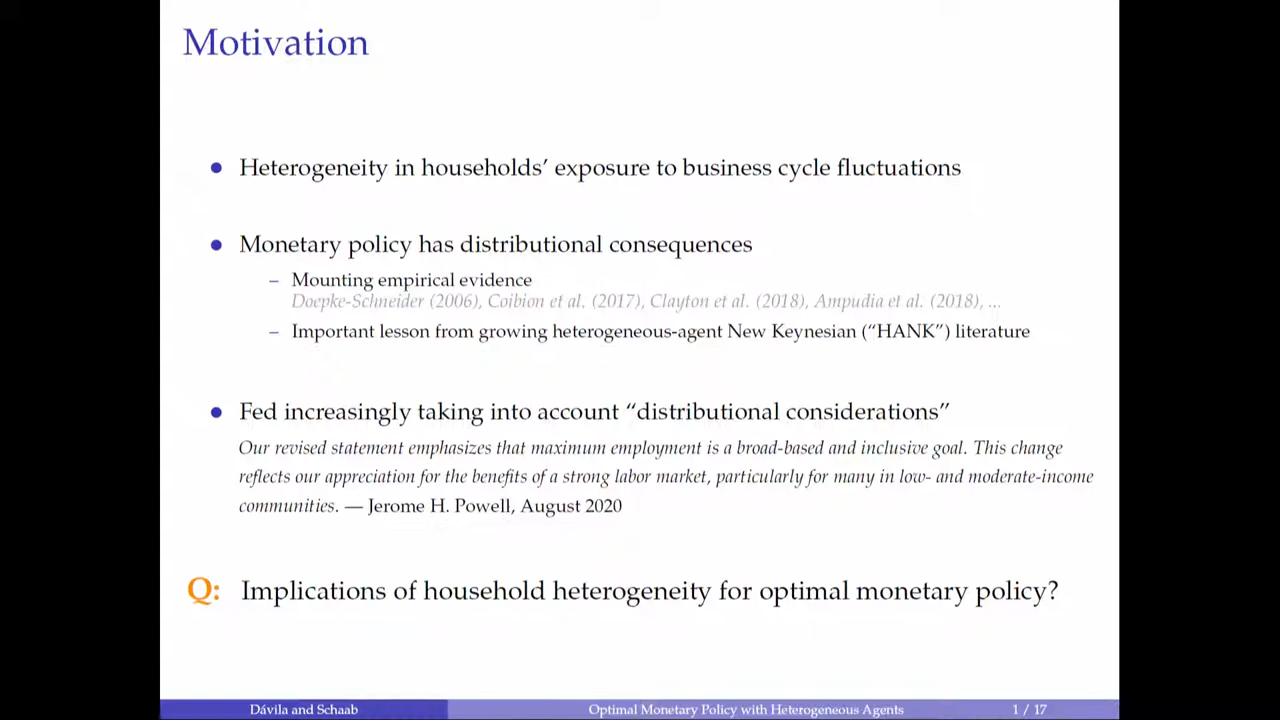 Motivation
• Heterogeneity in households’ exposure to business cycle fluctuations
• Monetary policy has distributional consequences
– Mounting empirical evidence
Doepke-Schneider (2006), Coibion et al. (2017), Clayton et al. (2018), Ampudia et al. (2018), ...
– Important lesson from growing heterogeneous-agent New Keynesian (“HANK”) literature
• Fed increasingly taking into account “distributional considerations”
Our revised statement emphasizes that maximum employment is a broad-based and inclusive goal. This change
reflects our appreciation for the benefits of a strong labor market, particularly for many in low- and moderate-income
communities. — Jerome H. Powell, August 2020
Q: Implications of household heterogeneity for optimal monetary policy?
Dávila and Schaab Optimal Monetary Policy with Heterogeneous Agents 1 / 17